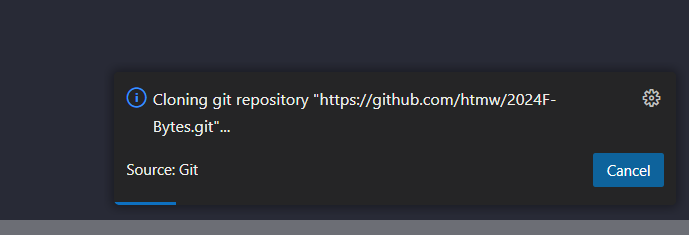 Cloning git repository "https://github.com/htmw/2024F-
Bytes.git"...
Source: Git
Cancel